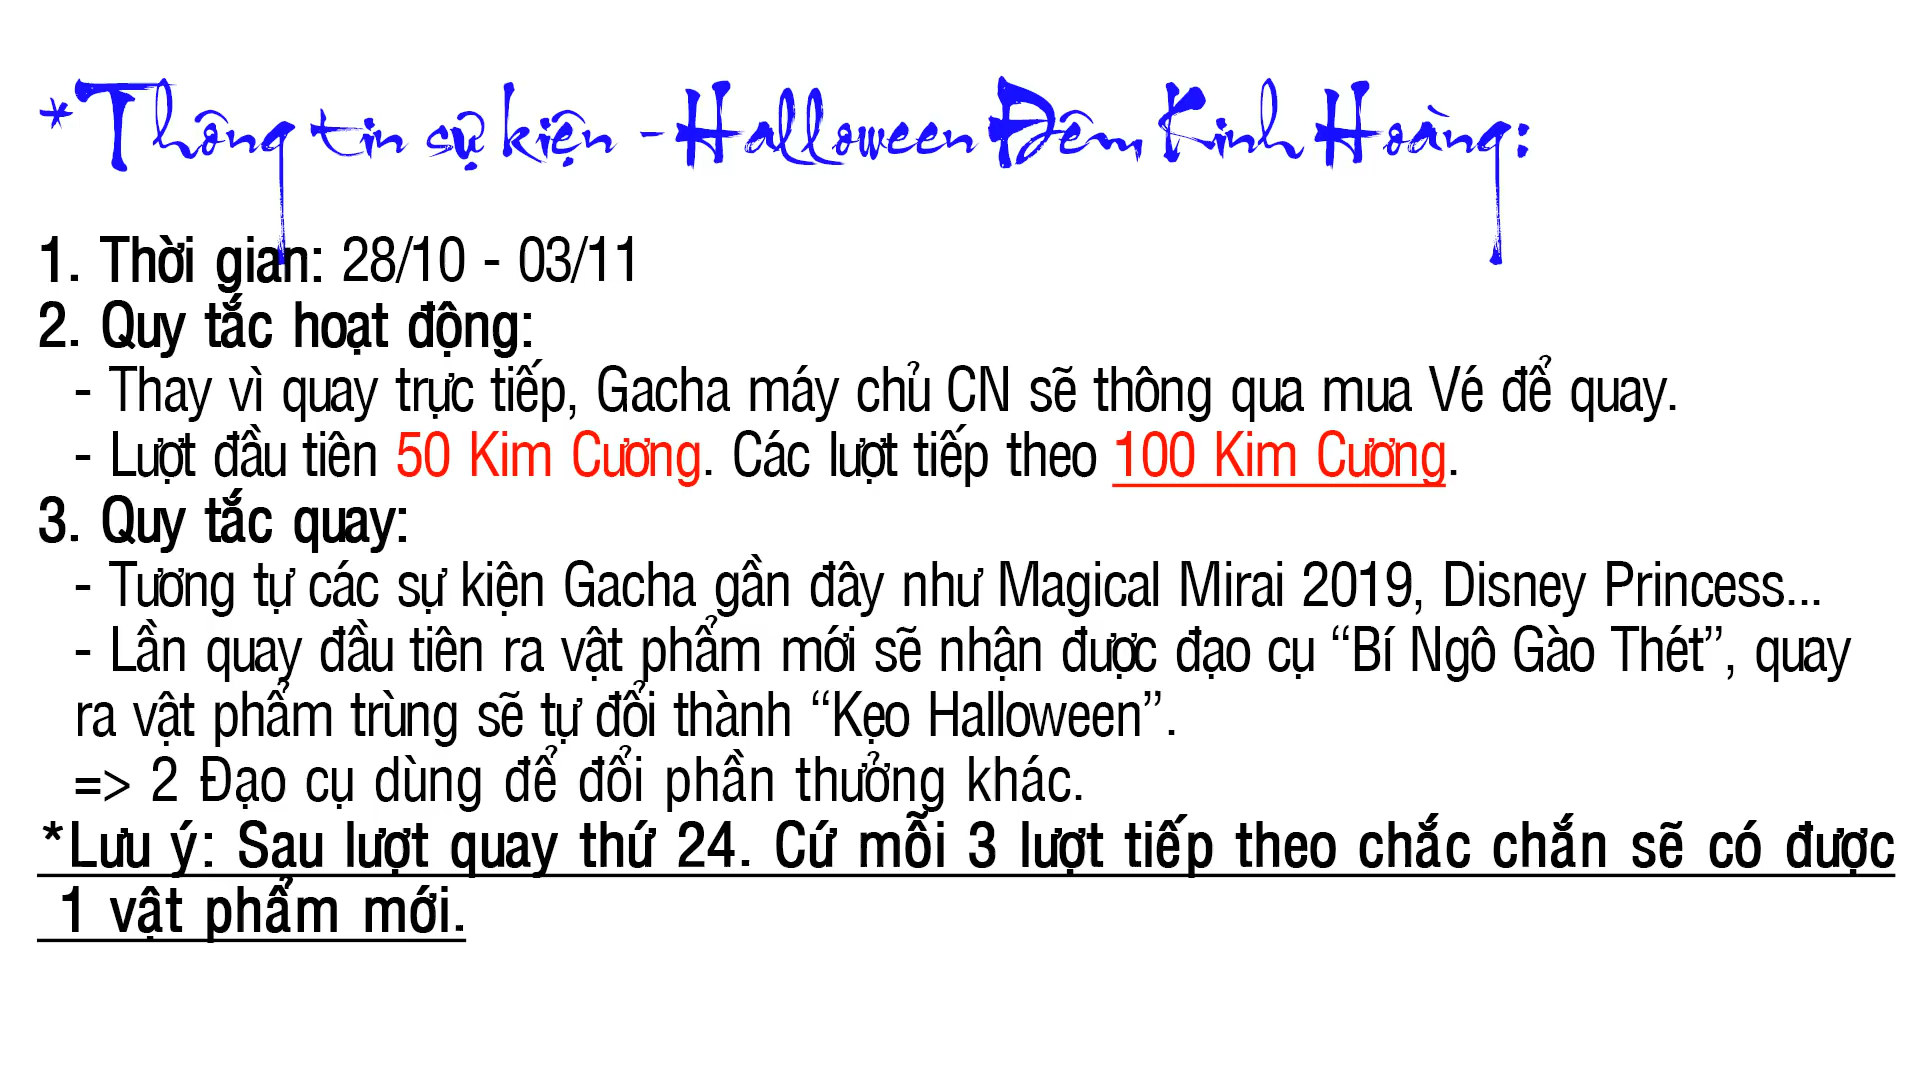 *Thông tin sự kiện - Halloween Đêm Kinh Hoàng:
1. Thời gian: 28/10 - 03/11
2. Quy tắc hoạt động:
- Thay vì quay trực tiếp, Gacha máy chủ CN sẽ thông qua mua Vé để quay.
- Lượt đầu tiên 50 Kim Cương. Các lượt tiếp theo 100 Kim Cương.
3. Quy tắc quay:
- Tương tự các sự kiện Gacha gần đây như Magical Mirai 2019, Disney Princess...
- Lần quay đầu tiên ra vật phẩm mới sẽ nhận được đạo cụ “Bí Ngô Gào Thét”, quay
ra vật phẩm trùng sẽ tự đổi thành “Kẹo Halloween”.
=> 2 Đạo cụ dùng để đổi phần thưởng khác.
*Lưu ý: Sau lượt quay thứ 24. Cứ mỗi 3 lượt tiếp theo chắc chắn sẽ có được
1 vật phẩm mới.